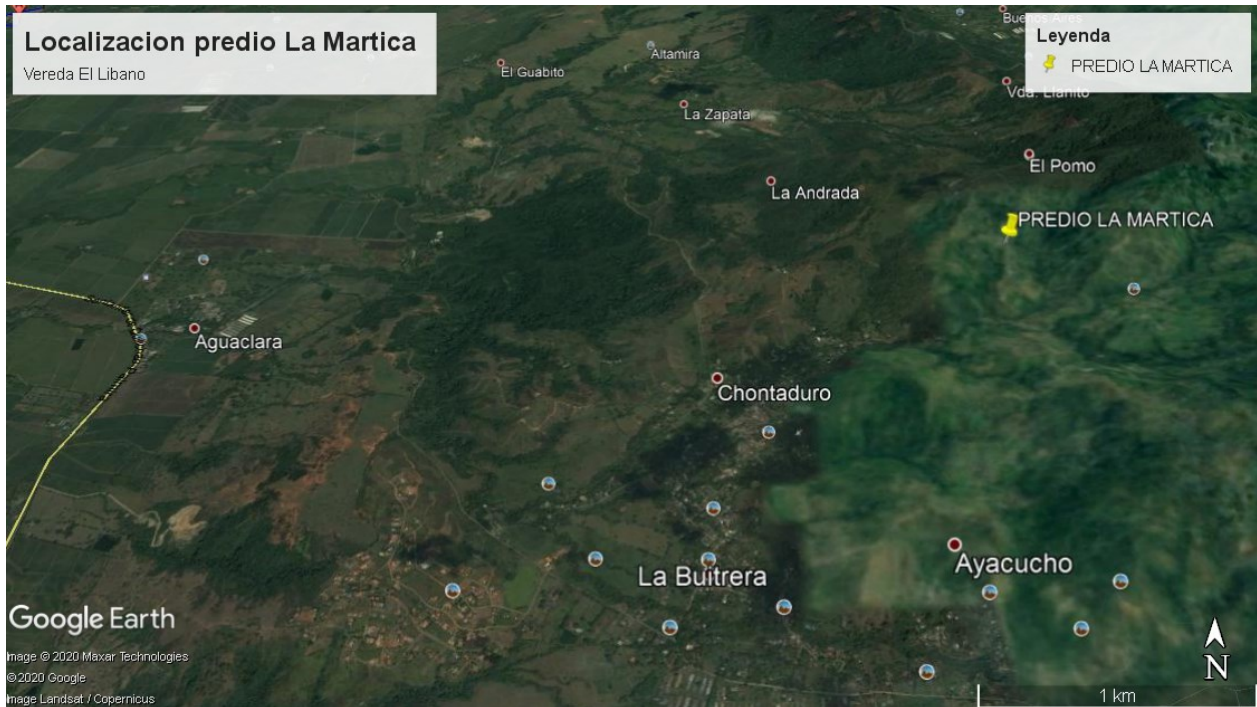 Localizacion predio La Martica
Vereda El Libano
Buenos Aires
Leyenda
PREDIO LA MARTICA
Altamira
El Guabito
Vda. Llanito
La Zapata
El Pomo
La Andrada
PREDIO LA MARTICA
Aguaclara
Chontaduro
Ayacucho
La Buitrera
Google Earth
Image © 2020 Maxar Technologies
© 2020 Google
Image Landsat / Copernicus
N
1 km